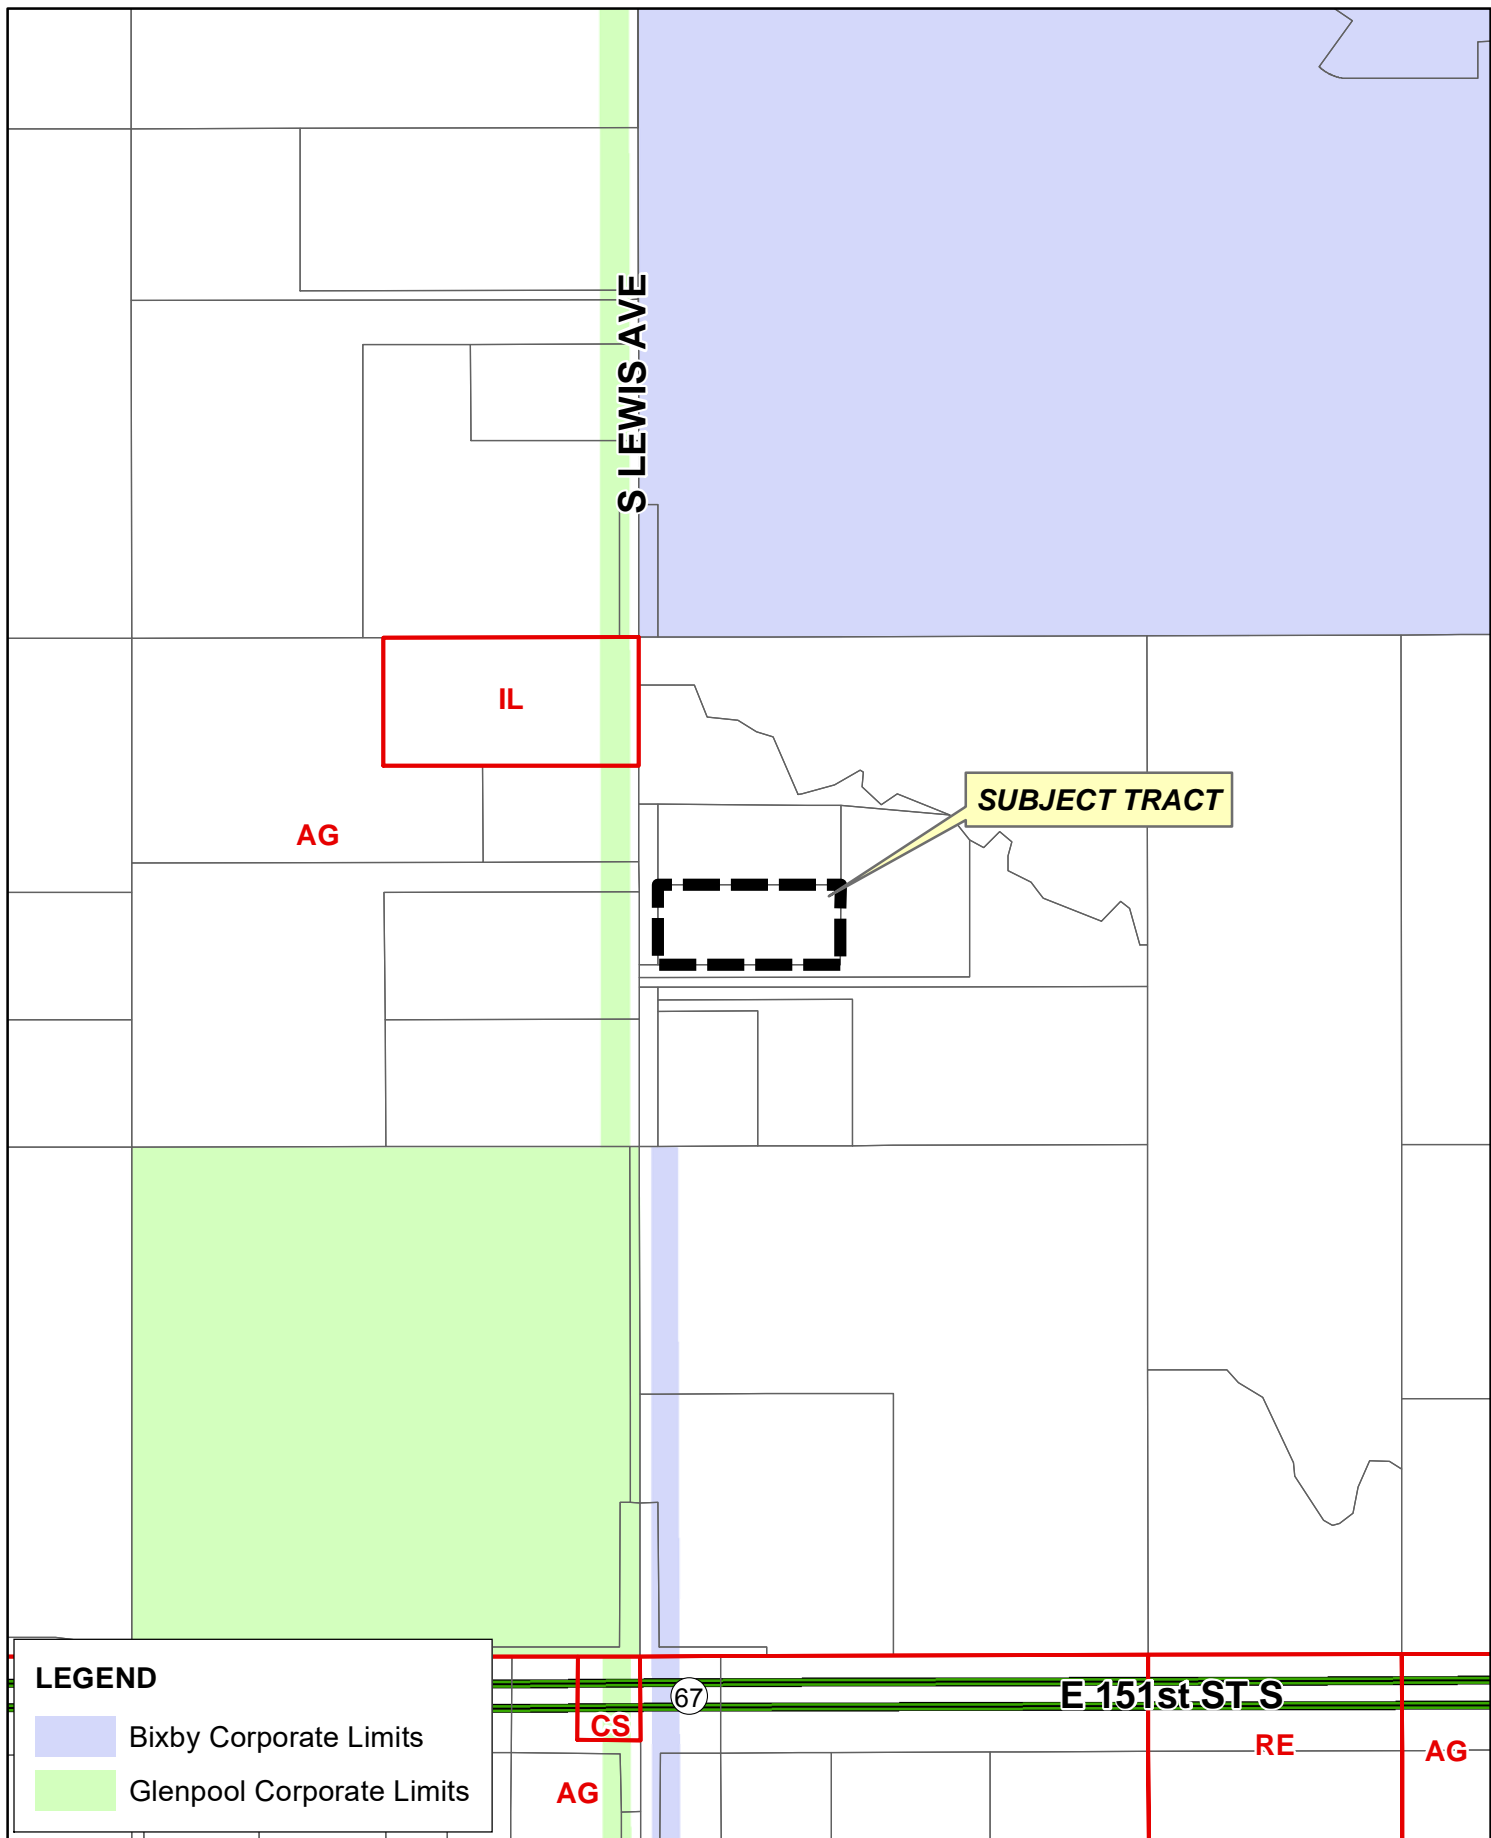 S LEWIS AVE
IL
SUBJECT TRACT
AG
LEGEND
Bixby Corporate Limits
Glenpool Corporate Limits
67
E 151st ST S
CS
RE
AG
AG